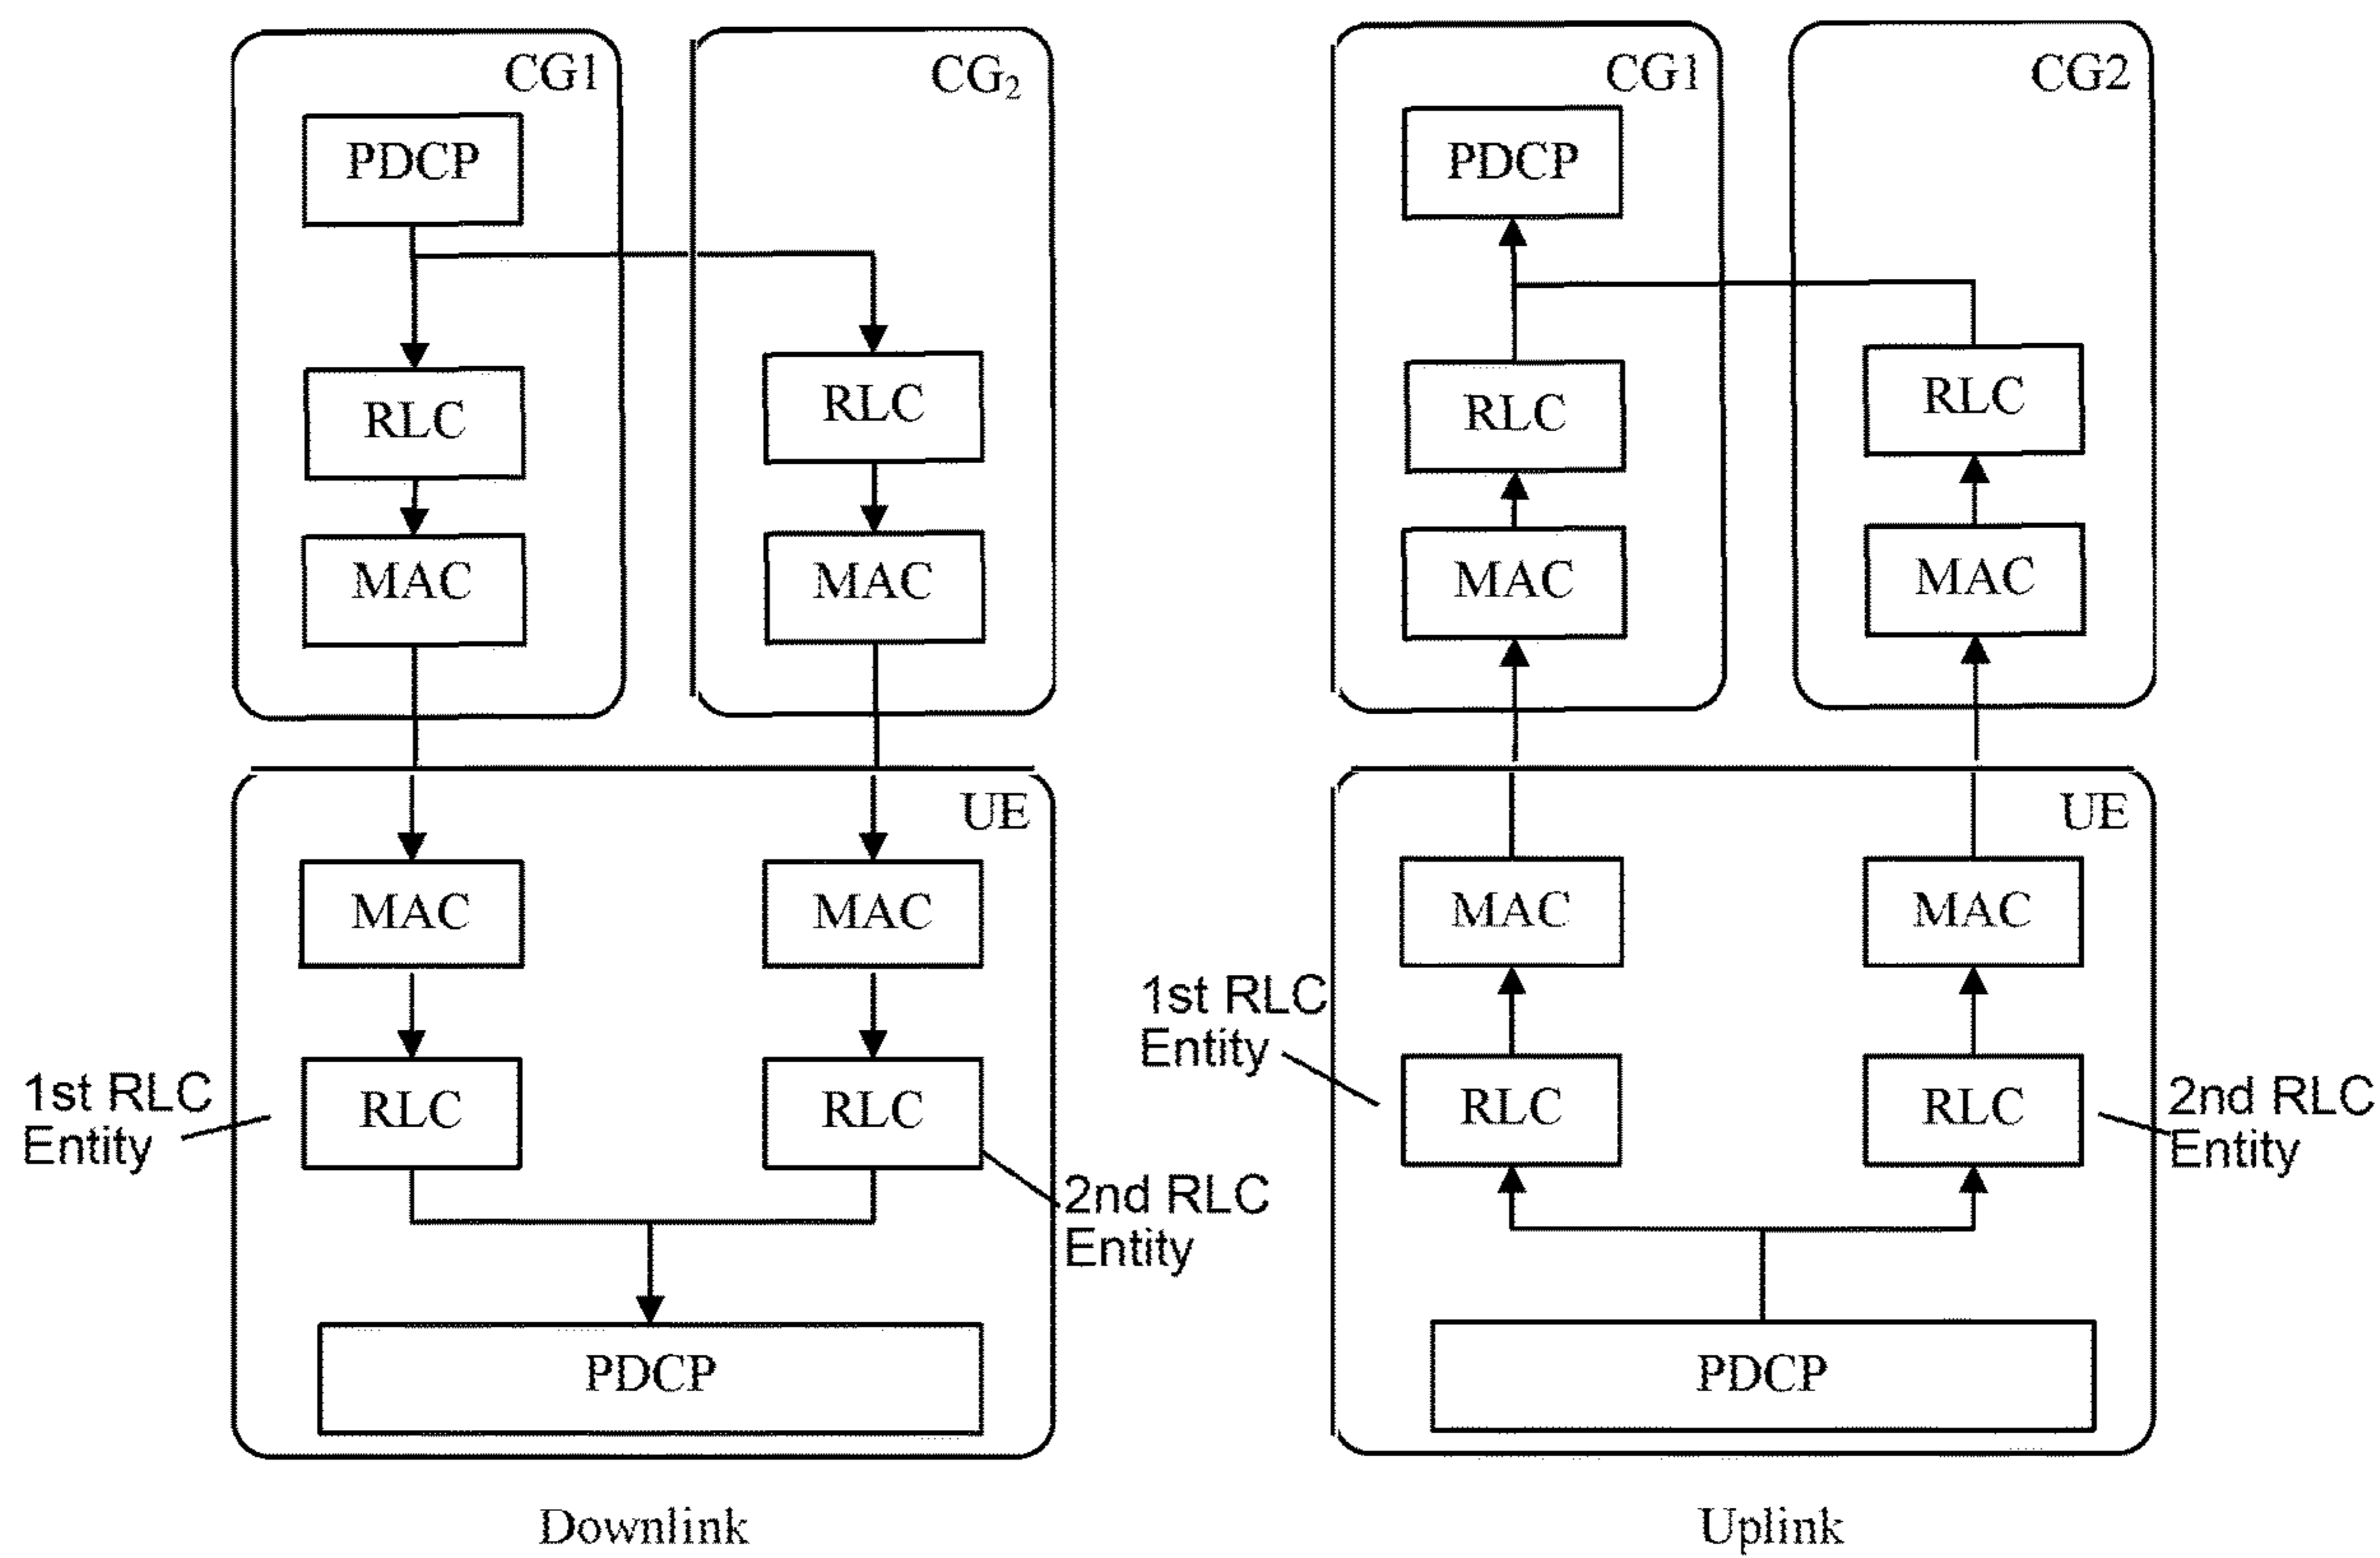 CG1
CG₂
PDCP
RLC
RLC
MAC
MAC
UE
MAC
MAC
1st RLC
Entity
RLC
RLC
2nd RLC
Entity
PDCP
Downlink
CG1
CG2
PDCP
RLC
RLC
MAC
MAC
UE
MAC
MAC
1st RLC
Entity
RLC
RLC
2nd RLC
Entity
PDCP
Uplink